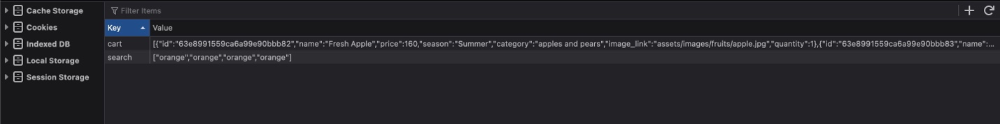 Cache Storage
Cookies
Indexed DB
Local Storage
Session Storage
Filter Items
Key Value
cart [{"id":"63e8991559ca6a99e90bbb82","name":"Fresh Apple","price":160,"season":"Summer","category":"apples and pears","image_link":"assets/images/fruits/apple.jpg","quantity":1},{"id":"63e8991559ca6a99e90bbb83","name":...
search ["orange","orange","orange","orange"]